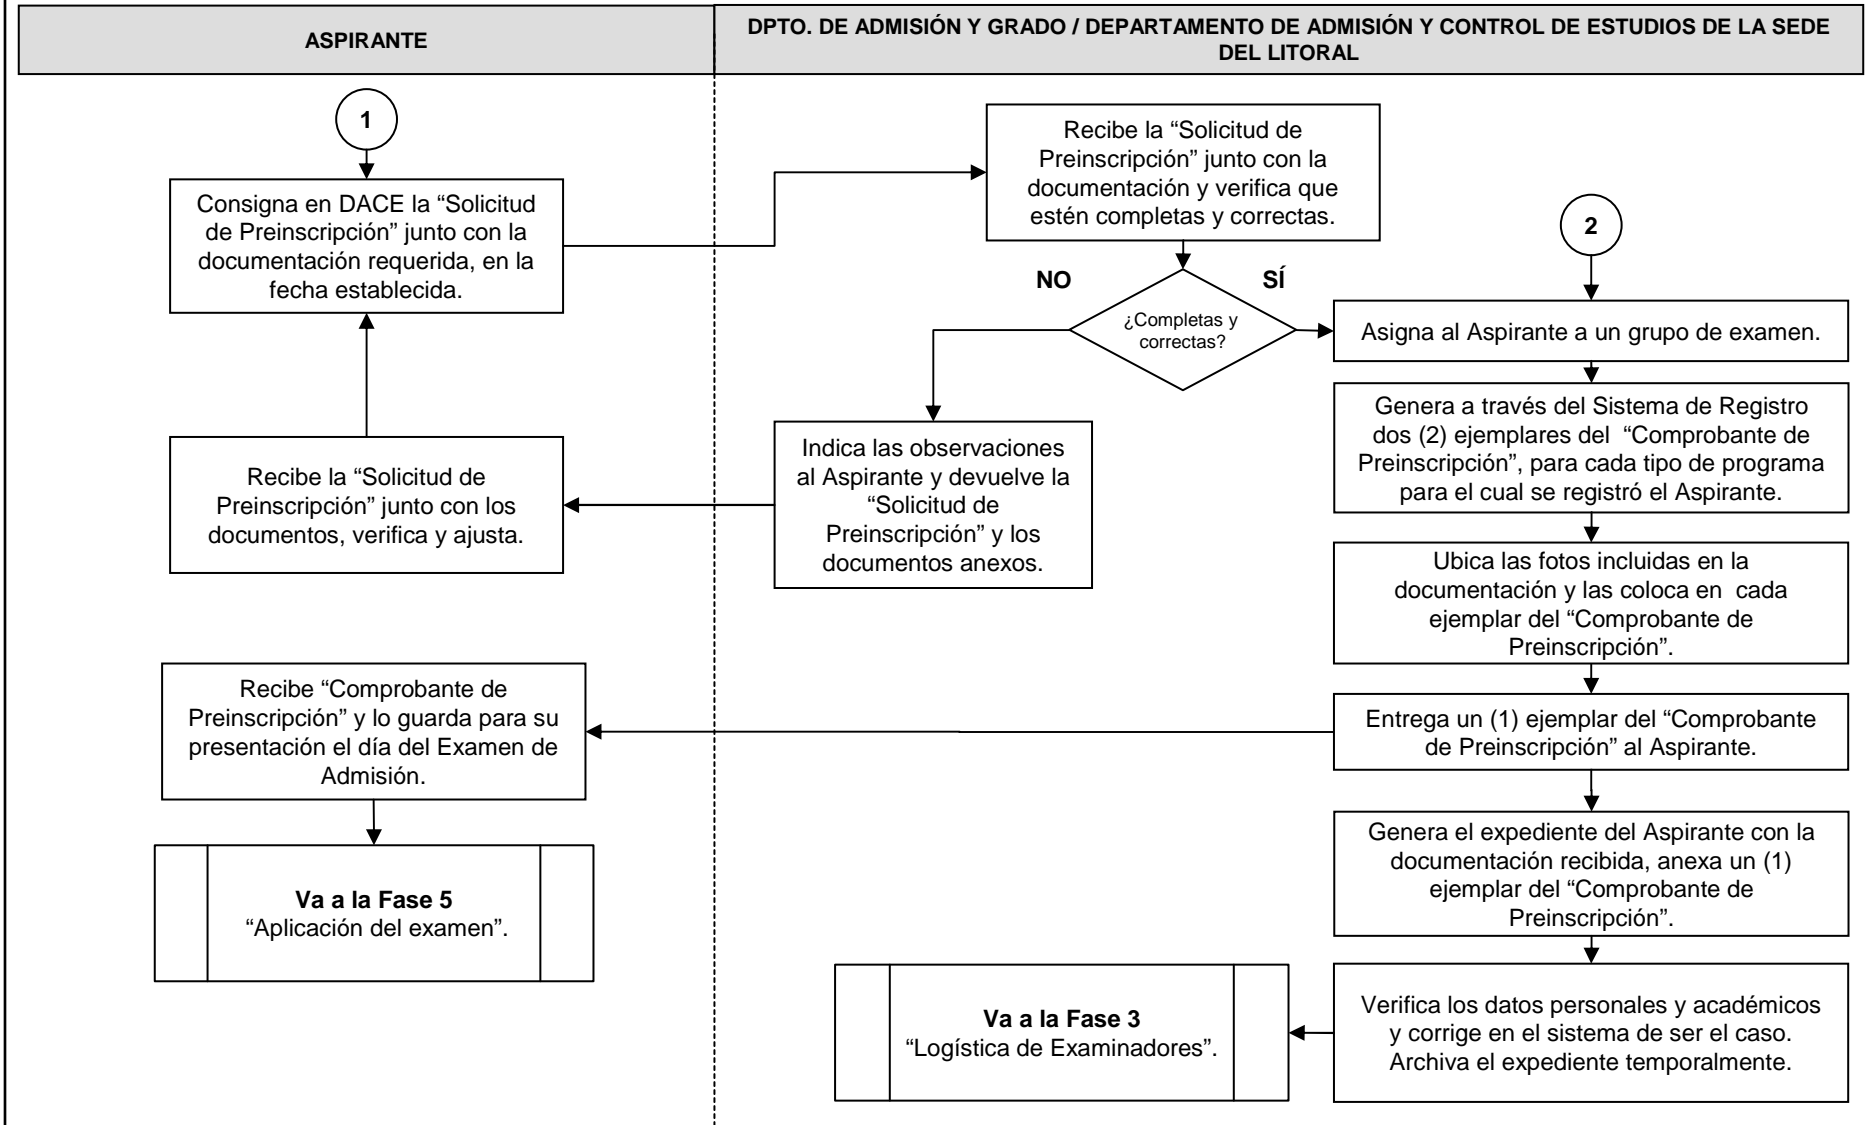 ASPIRANTE
DPTO. DE ADMISIÓN Y GRADO / DEPARTAMENTO DE ADMISIÓN Y CONTROL DE ESTUDIOS DE LA SEDE
DEL LITORAL
1
Consigna en DACE la “Solicitud
de Preinscripción” junto con la
documentación requerida, en la
fecha establecida.
Recibe la “Solicitud de
Preinscripción” junto con la
documentación y verifica que
estén completas y correctas.
NO
SÍ
¿Completas y
correctas?
2
Asigna al Aspirante a un grupo de examen.
Genera a través del Sistema de Registro
dos (2) ejemplares del “Comprobante de
Preinscripción”, para cada tipo de programa
para el cual se registró el Aspirante.
Indica las observaciones
al Aspirante y devuelve la
“Solicitud de
Preinscripción” y los
documentos anexos.
Recibe la “Solicitud de
Preinscripción” junto con los
documentos, verifica y ajusta.
Ubica las fotos incluidas en la
documentación y las coloca en cada
ejemplar del “Comprobante de
Preinscripción”.
Entrega un (1) ejemplar del “Comprobante
de Preinscripción” al Aspirante.
Recibe “Comprobante de
Preinscripción” y lo guarda para su
presentación el día del Examen de
Admisión.
Va a la Fase 5
“Aplicación del examen”.
Genera el expediente del Aspirante con la
documentación recibida, anexa un (1)
ejemplar del “Comprobante de
Preinscripción”.
Verifica los datos personales y académicos
y corrige en el sistema de ser el caso.
Archiva el expediente temporalmente.
Va a la Fase 3
“Logística de Examinadores”.